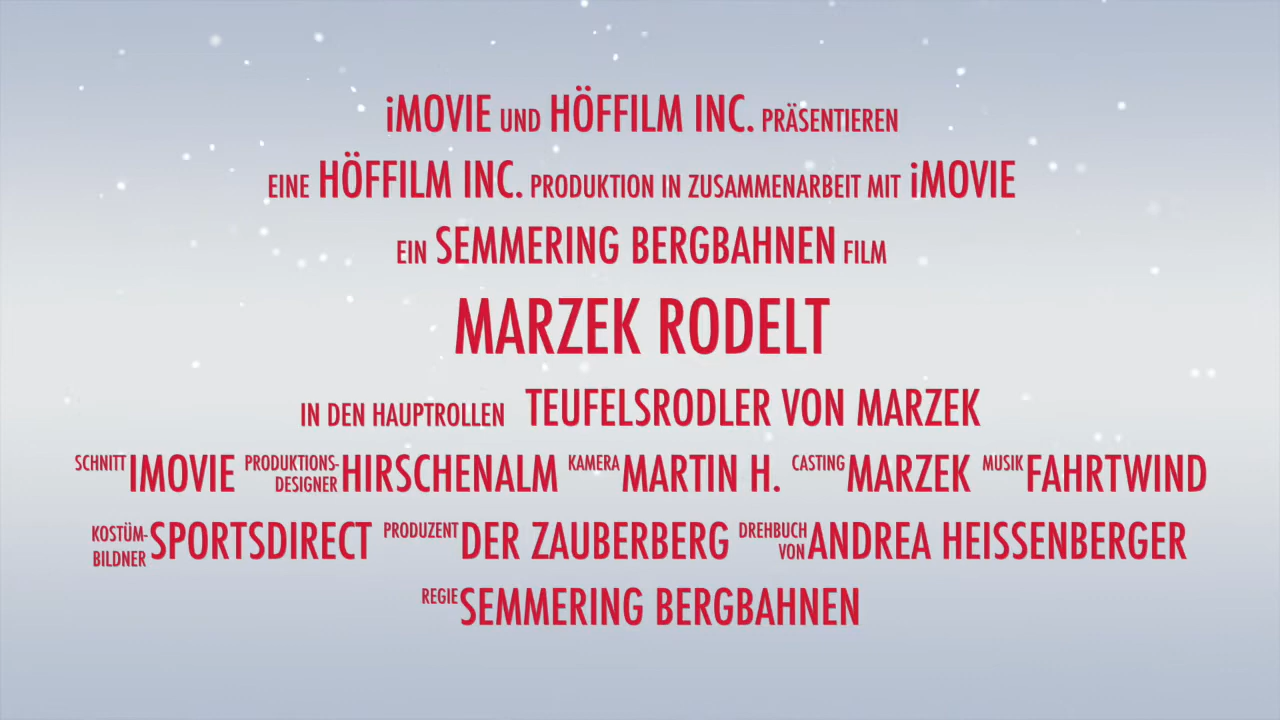 iMOVIE UND HÖFFILM INC. PRÄSENTIEREN
EINE HÖFFILM INC. PRODUKTION IN ZUSAMMENARBEIT MIT iMOVIE
EIN SEMMERING BERGBAHNEN FILM
MARZEK RODELT
IN DEN HAUPTROLLEN TEUFELSRODLER VON MARZEK
SCHNITT IMOVIE PRODUKTIONS-DESIGNER HIRSCHENALM KAMERA MARTIN H. CASTING MARZEK MUSIK FAHRTWIND
KOSTÜM-BILDNER SPORTSDIRECT PRODUZENT DER ZAUBERBERG DREHBUCH VON ANDREA HEISSENBERGER
REGIE SEMMERING BERGBAHNEN